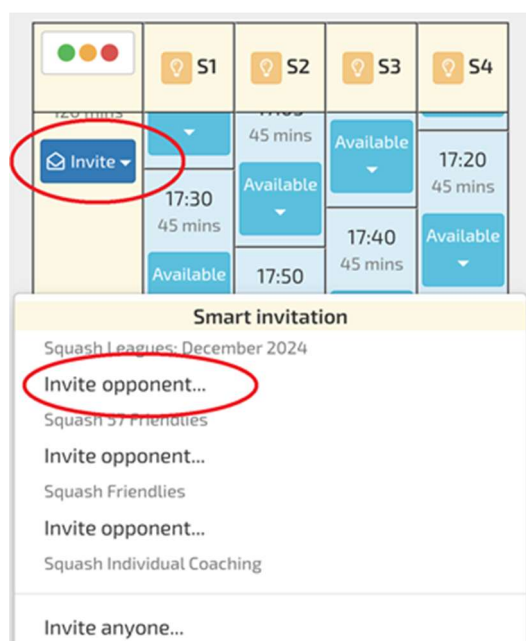 S1
S2
S3
S4
120 mins
45 mins
Available
17:20
45 mins
Invite
17:30
45 mins
Available
17:40
45 mins
Available
Available
17:50
Smart invitation
Squash Leagues: December 2024
Invite opponent...
Squash 57 Friendlies
Invite opponent...
Squash Friendlies
Invite opponent...
Squash Individual Coaching
Invite anyone...